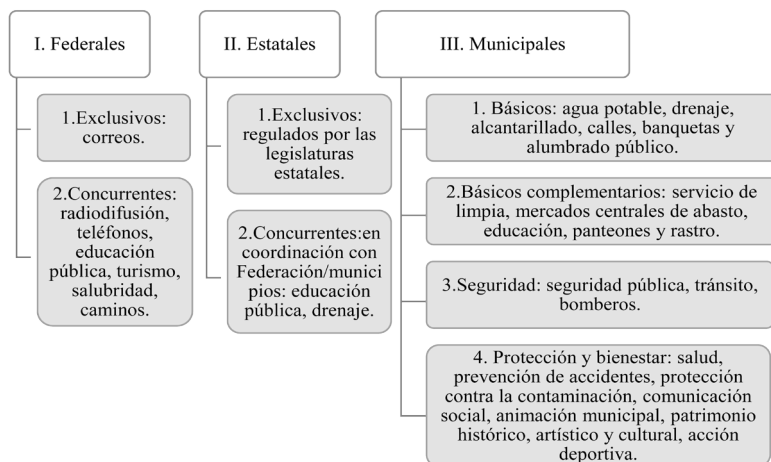 I. Federales
1.Exclusivos:
correos.
2.Concurrentes:
radiodifusión,
teléfonos,
educación
pública, turismo,
salubridad,
caminos.
II. Estatales
1.Exclusivos:
regulados por las
legislaturas
estatales.
2.Concurrentes:en
coordinación con
Federación/munici
pios: educación
pública, drenaje.
III. Municipales
1. Básicos: agua potable, drenaje,
alcantarillado, calles, banquetas y
alumbrado público.
2.Básicos complementarios: servicio de
limpia, mercados centrales de abasto,
educación, panteones y rastro.
3.Seguridad: seguridad pública, tránsito,
bomberos.
4. Protección y bienestar: salud,
prevención de accidentes, protección
contra la contaminación, comunicación
social, animación municipal, patrimonio
histórico, artístico y cultural, acción
deportiva.